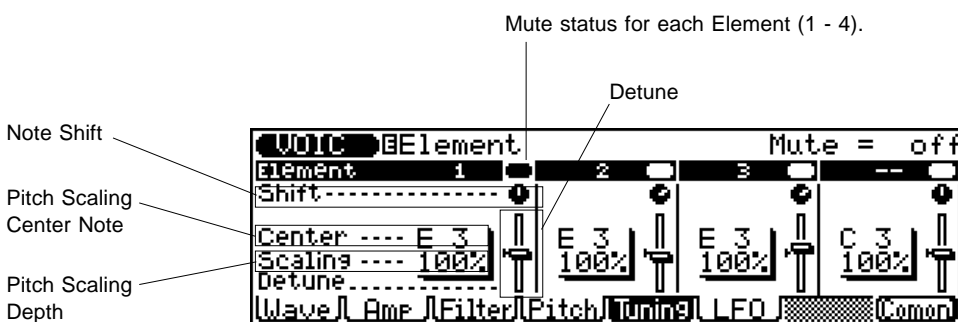 Mute status for each Element (1 - 4).
Detune
Note Shift
Pitch Scaling
Center Note
Pitch Scaling
Depth
VOIC EElement Mute = off
Element 1 2 3 --
Shift---------------
Center ---- E 3 E 3 E 3 C 3
Scaling ---- 100% 100% 100% 100%
Detune.............
Wave Amp Filter Pitch Tuning LFO Comon